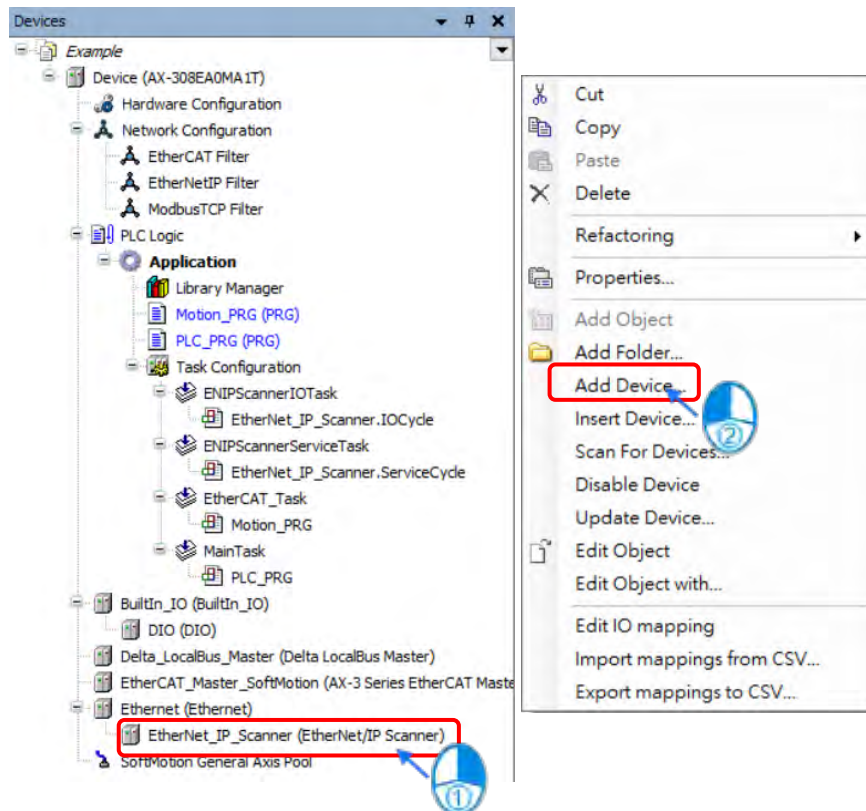 Devices
Example
Device (AX-308EA0MA1T)
Hardware Configuration
Network Configuration
EtherCAT Filter
EtherNetIP Filter
ModbusTCP Filter
PLC Logic
Application
Library Manager
Motion_PRG (PRG)
PLC_PRG (PRG)
Task Configuration
ENIPScannerIOTask
EtherNet_IP_Scanner.IOCycle
ENIPScannerServiceTask
EtherNet_IP_Scanner.ServiceCycle
EtherCAT_Task
Motion_PRG
MainTask
PLC_PRG
BuiltIn_IO (BuiltIn_IO)
DIO (DIO)
Delta_LocalBus_Master (Delta LocalBus Master)
EtherCAT_Master_SoftMotion (AX-3 Series EtherCAT Maste
Ethernet (Ethernet)
EtherNet_IP_Scanner (EtherNet/IP Scanner)
SoftMotion General Axis Pool
①
Cut
Copy
Paste
Delete
Refactoring
Properties...
Add Object
Add Folder...
Add Device...
Insert Device...
②
Scan For Devices...
Disable Device
Update Device...
Edit Object
Edit Object with...
Edit IO mapping
Import mappings from CSV...
Export mappings to CSV...